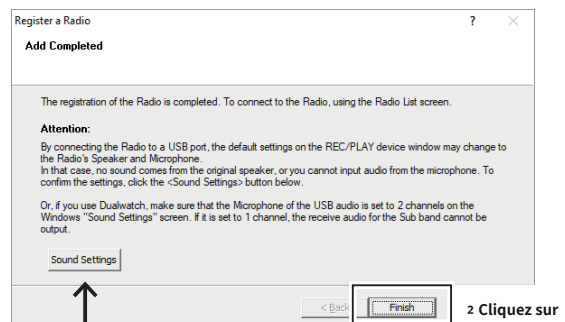 Register a Radio ? ×
Add Completed
The registration of the Radio is completed. To connect to the Radio, using the Radio List screen.
Attention:
By connecting the Radio to a USB port, the default settings on the REC/PLAY device window may change to
the Radio's Speaker and Microphone.
In that case, no sound comes from the original speaker, or you cannot input audio from the microphone. To
confirm the settings, click the <Sound Settings> button below.
Or, if you use Dualwatch, make sure that the Microphone of the USB audio is set to 2 channels on the
Windows "Sound Settings" screen. If it is set to 1 channel, the receive audio for the Sub band cannot be
output.
Sound Settings
< Back Finish 2 Cliquez sur